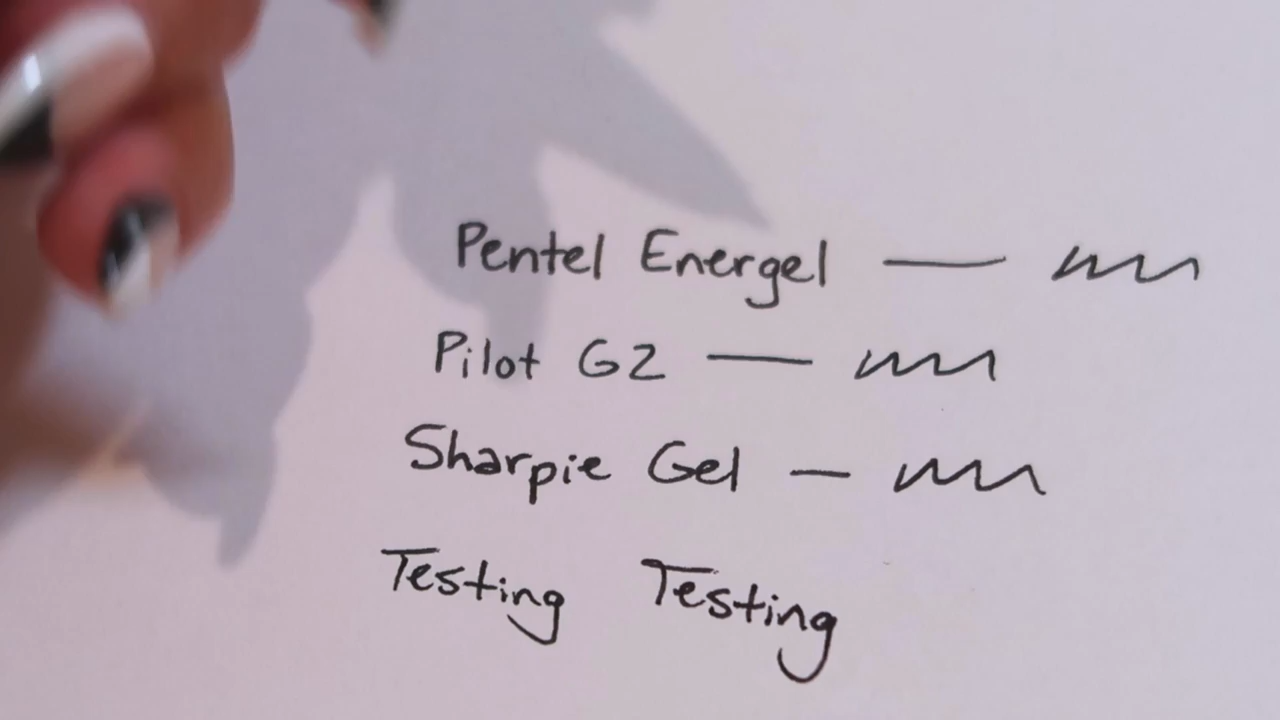 Pentel Energel —
Pilot G2 —
Sharpie Gel —
Testing Testing